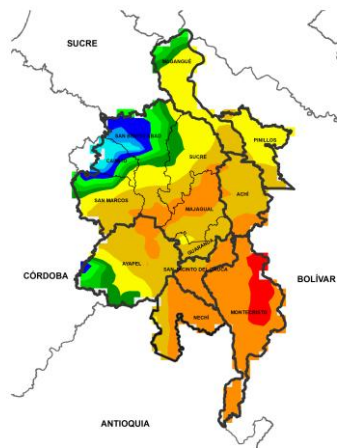 SUCRE
MAGANGUÉ
SAN BENITO ABAD
PINILLOS
CAIMITO
SUCRE
ACHÍ
SAN MARCOS
MAJAGUAL
GUARANDA
AYAPEL
SAN JACINTO DEL CAUCA
CÓRDOBA
BOLÍVAR
MONTECRISTO
NECHÍ
ANTIOQUIA